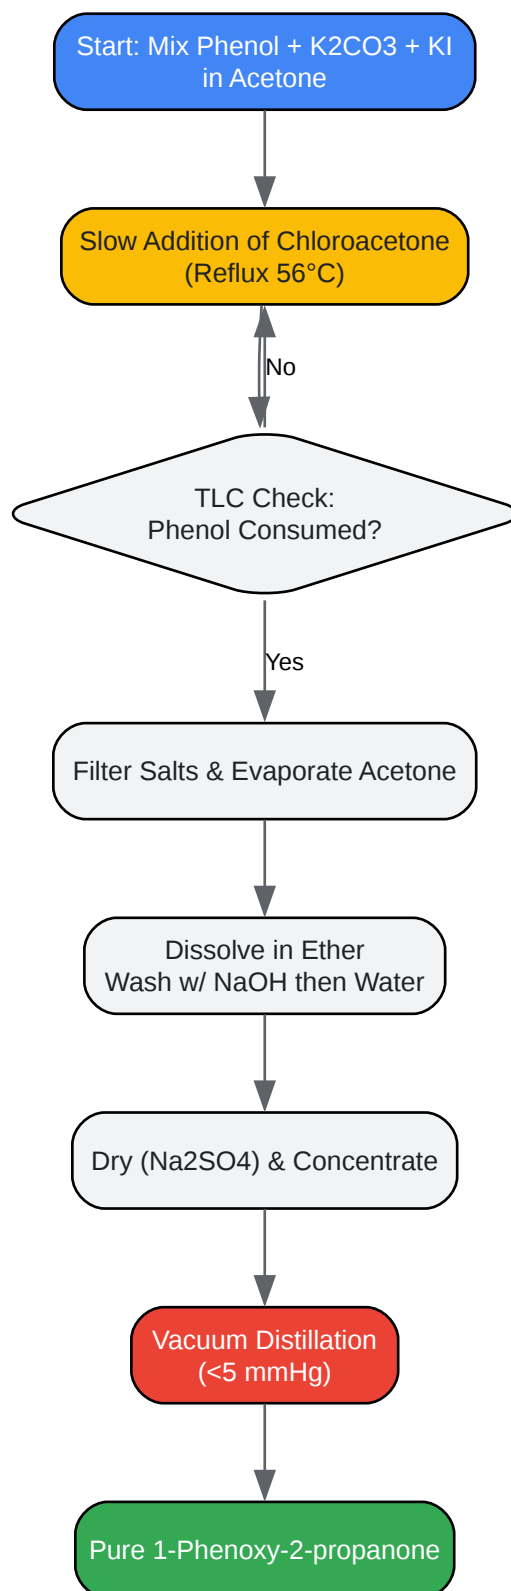 Start: Mix Phenol + K2CO3 + KI
in Acetone
Slow Addition of Chloroacetone
(Reflux 56°C)
No
TLC Check:
Phenol Consumed?
Yes
Filter Salts & Evaporate Acetone
Dissolve in Ether
Wash w/ NaOH then Water
Dry (Na2SO4) & Concentrate
Vacuum Distillation
(<5 mmHg)
Pure 1-Phenoxy-2-propanone